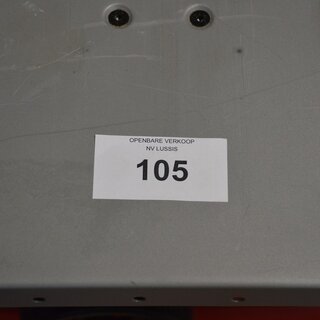 OPENBARE VERKOOP
NV LUSSIS
105